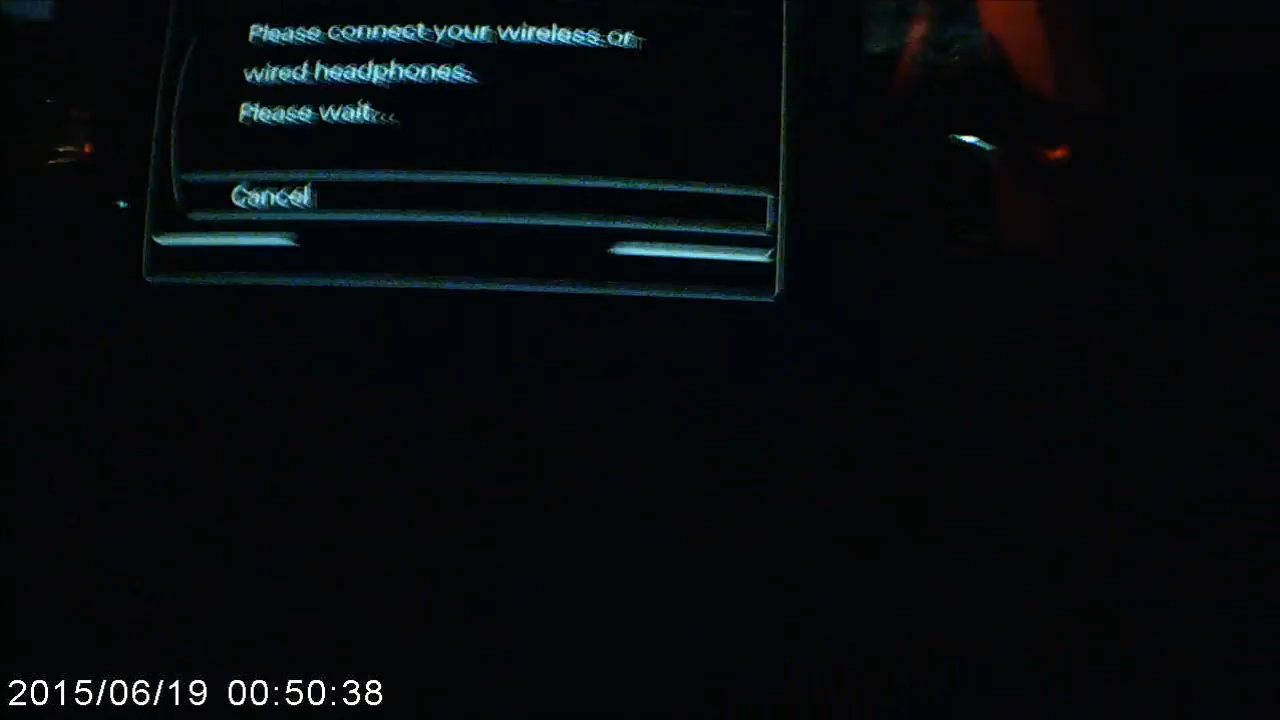 Please connect your wireless or
wired headphones.
Please wait...
Cancel
2015/06/19 00:50:38